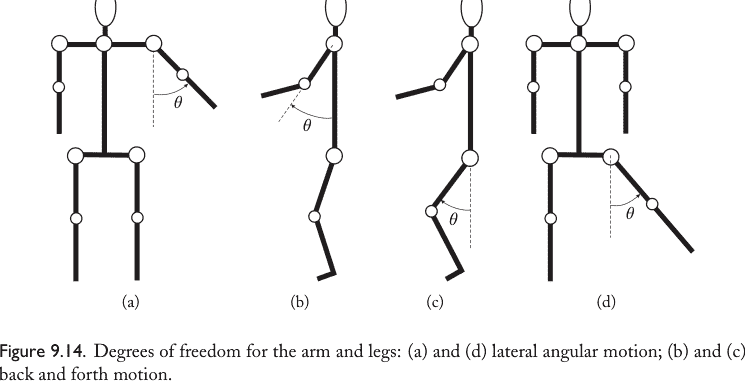 θ
θ
θ
θ
(a) (b) (c) (d)
Figure 9.14. Degrees of freedom for the arm and legs: (a) and (d) lateral angular motion; (b) and (c)
back and forth motion.